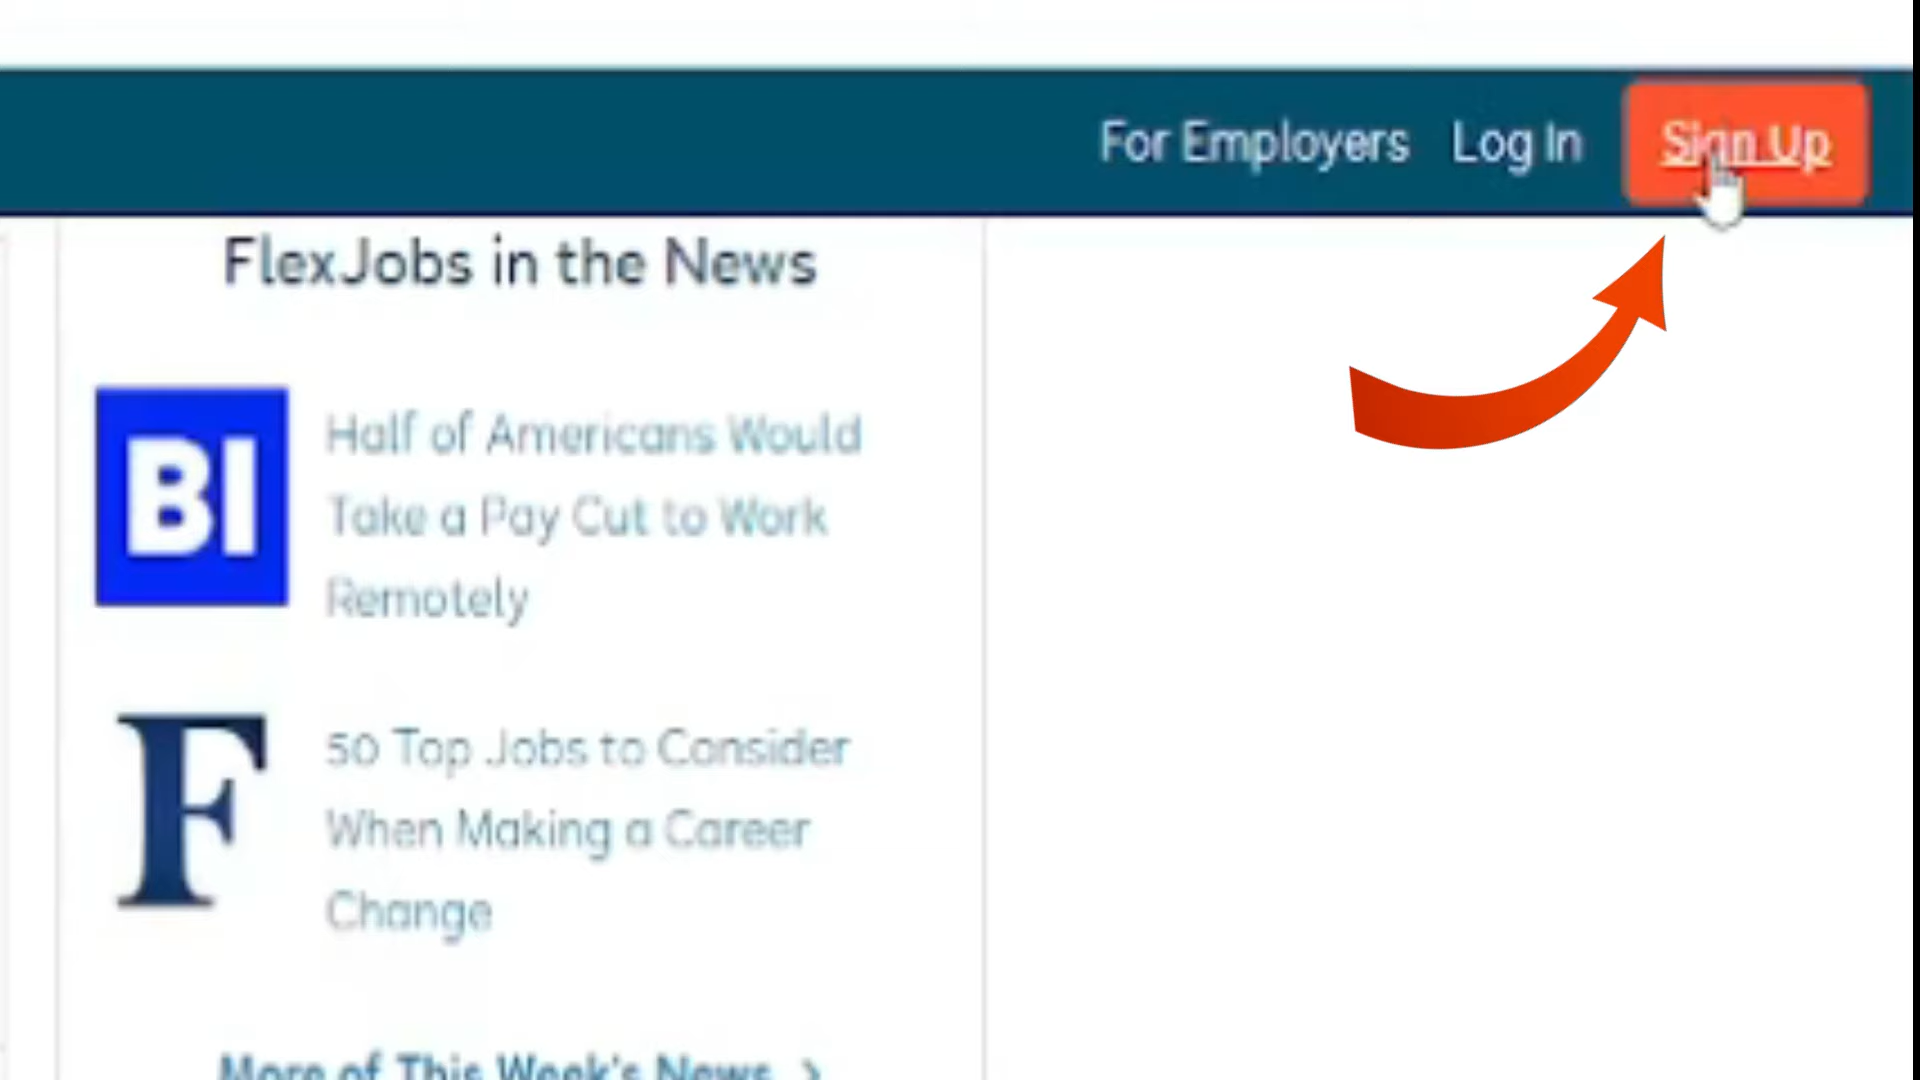 For Employers Log In Sign Up
FlexJobs in the News
BI
Half of Americans Would
Take a Pay Cut to Work
Remotely
F
50 Top Jobs to Consider
When Making a Career
Change
More of This Week's News >